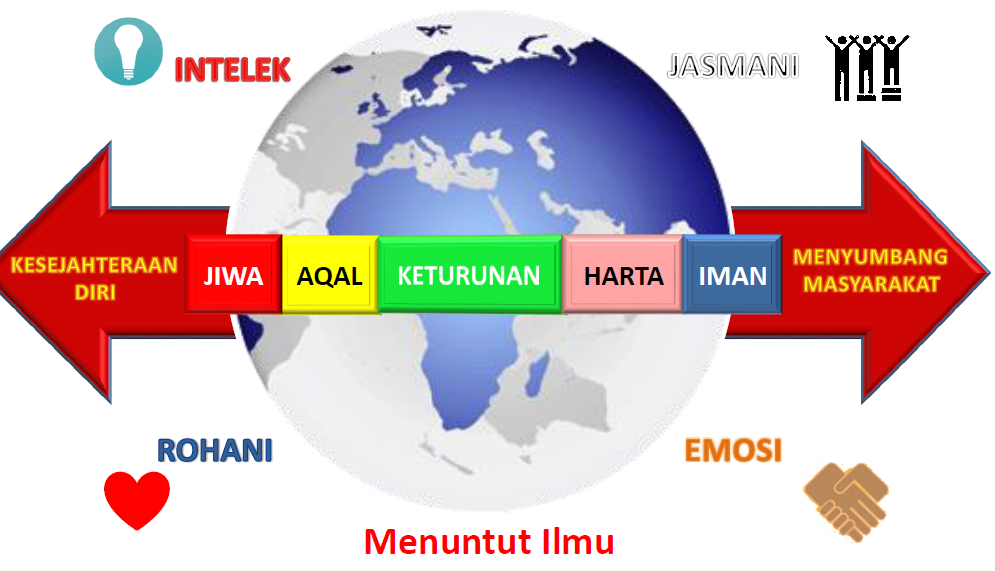 INTELEK
JASMANI
KESEJAHTERAAN
DIRI
JIWA
AQAL
KETURUNAN
HARTA
IMAN
MENYUMBANG
MASYARAKAT
ROHANI
EMOSI
Menuntut Ilmu